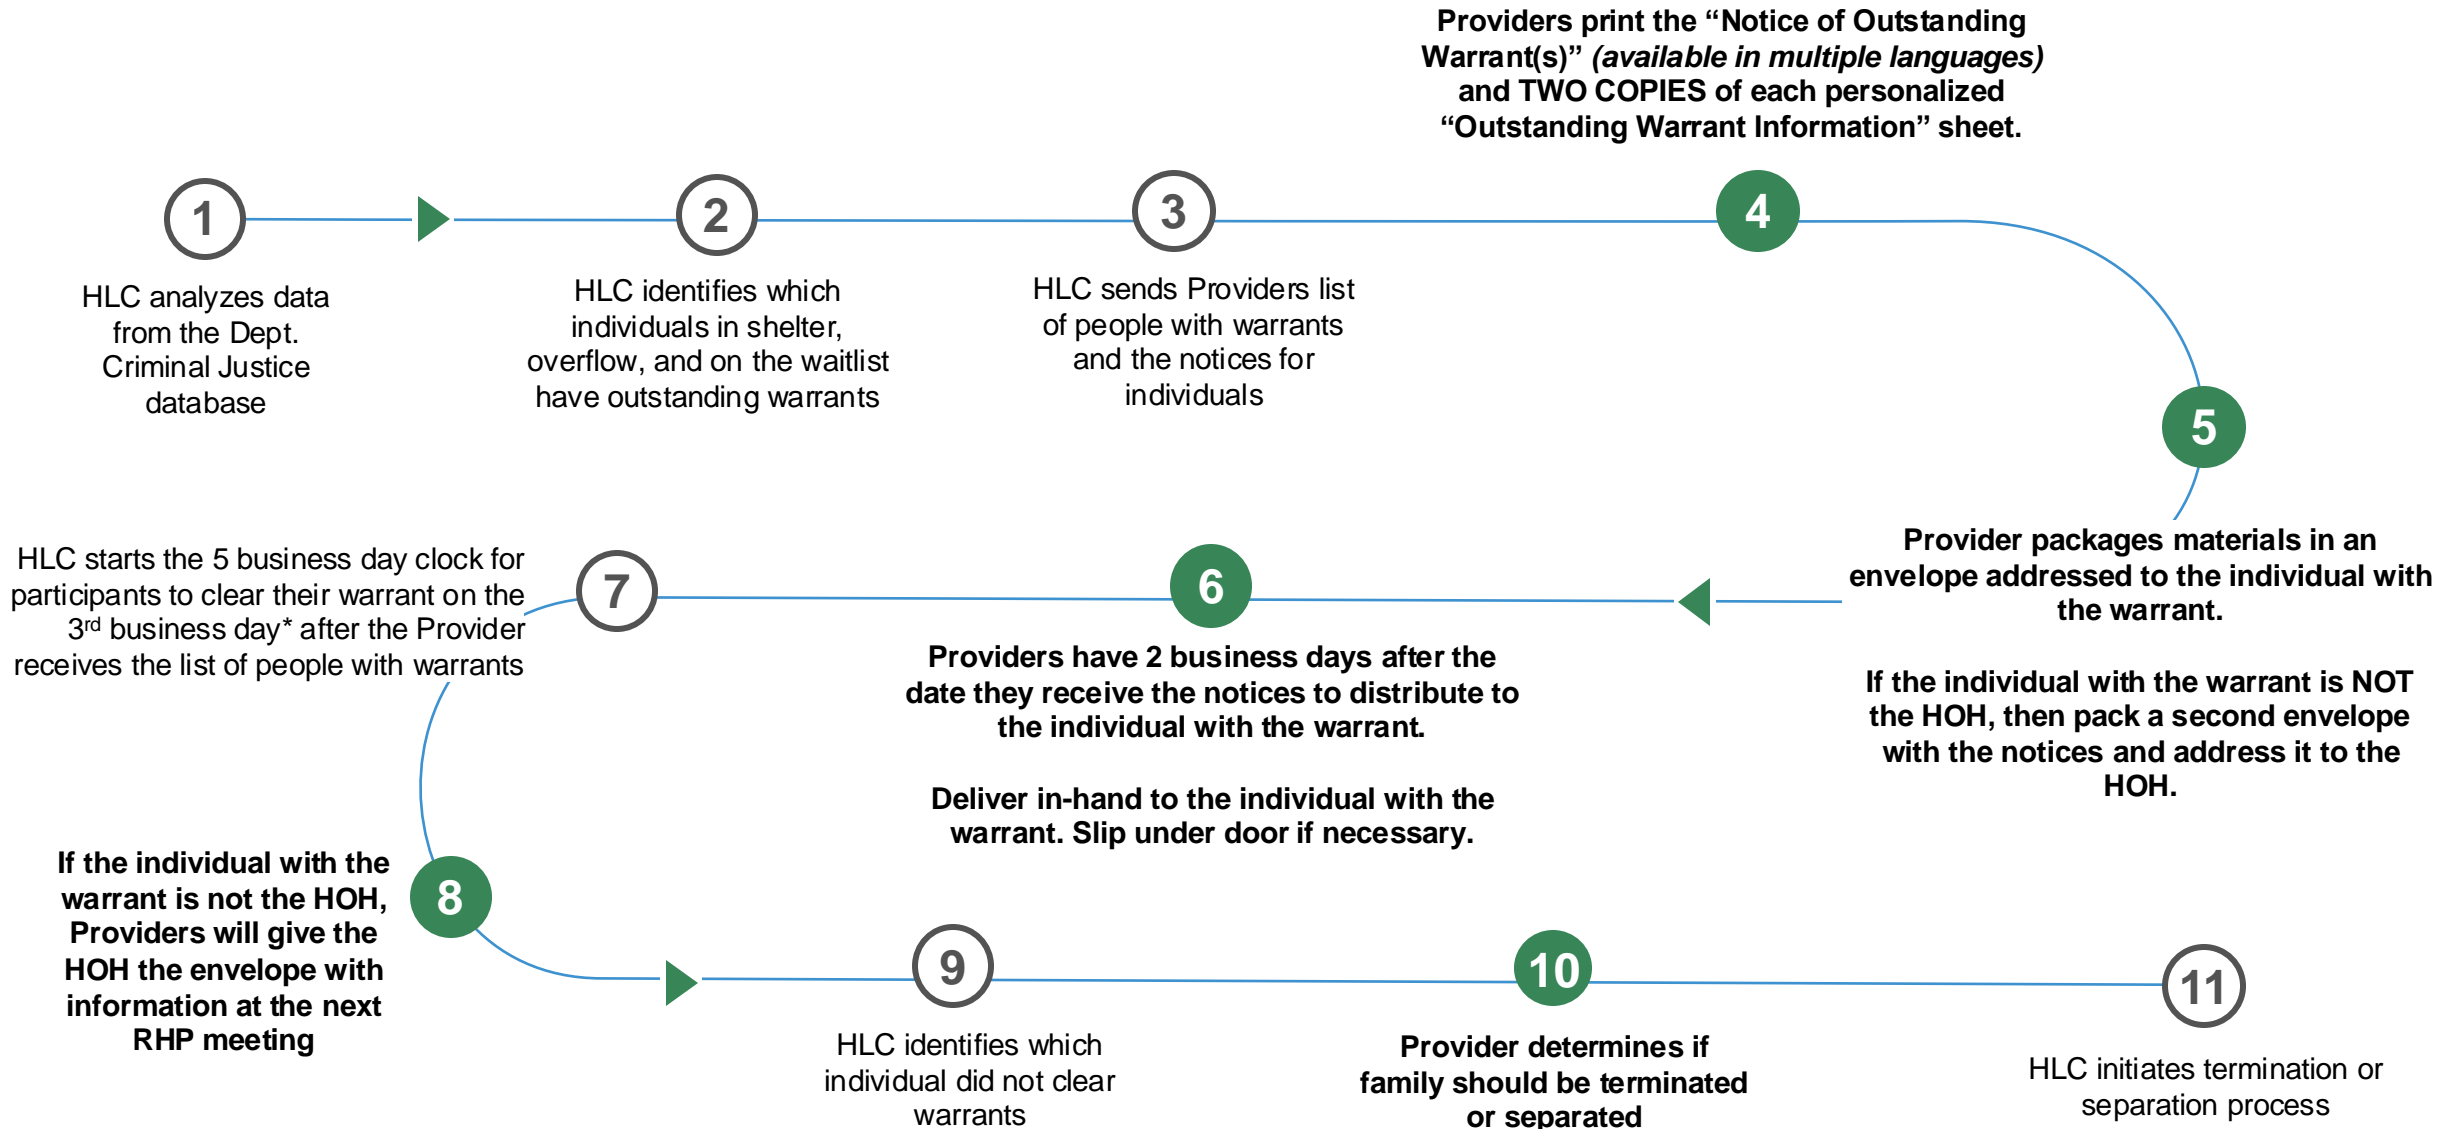 1
HLC analyzes data
from the Dept.
Criminal Justice
database
2
HLC identifies which
individuals in shelter,
overflow, and on the waitlist
have outstanding warrants
3
HLC sends Providers list
of people with warrants
and the notices for
individuals
Providers print the “Notice of Outstanding
Warrant(s)” (available in multiple languages)
and TWO COPIES of each personalized
“Outstanding Warrant Information” sheet.
4
5
Provider packages materials in an
envelope addressed to the individual with
the warrant.
If the individual with the warrant is NOT
the HOH, then pack a second envelope
with the notices and address it to the
HOH.
6
Providers have 2 business days after the
date they receive the notices to distribute to
the individual with the warrant.
Deliver in-hand to the individual with the
warrant. Slip under door if necessary.
7
HLC starts the 5 business day clock for
participants to clear their warrant on the
3rd business day* after the Provider
receives the list of people with warrants
8
If the individual with the
warrant is not the HOH,
Providers will give the
HOH the envelope with
information at the next
RHP meeting
9
HLC identifies which
individual did not clear
warrants
10
Provider determines if
family should be terminated
or separated
11
HLC initiates termination or
separation process